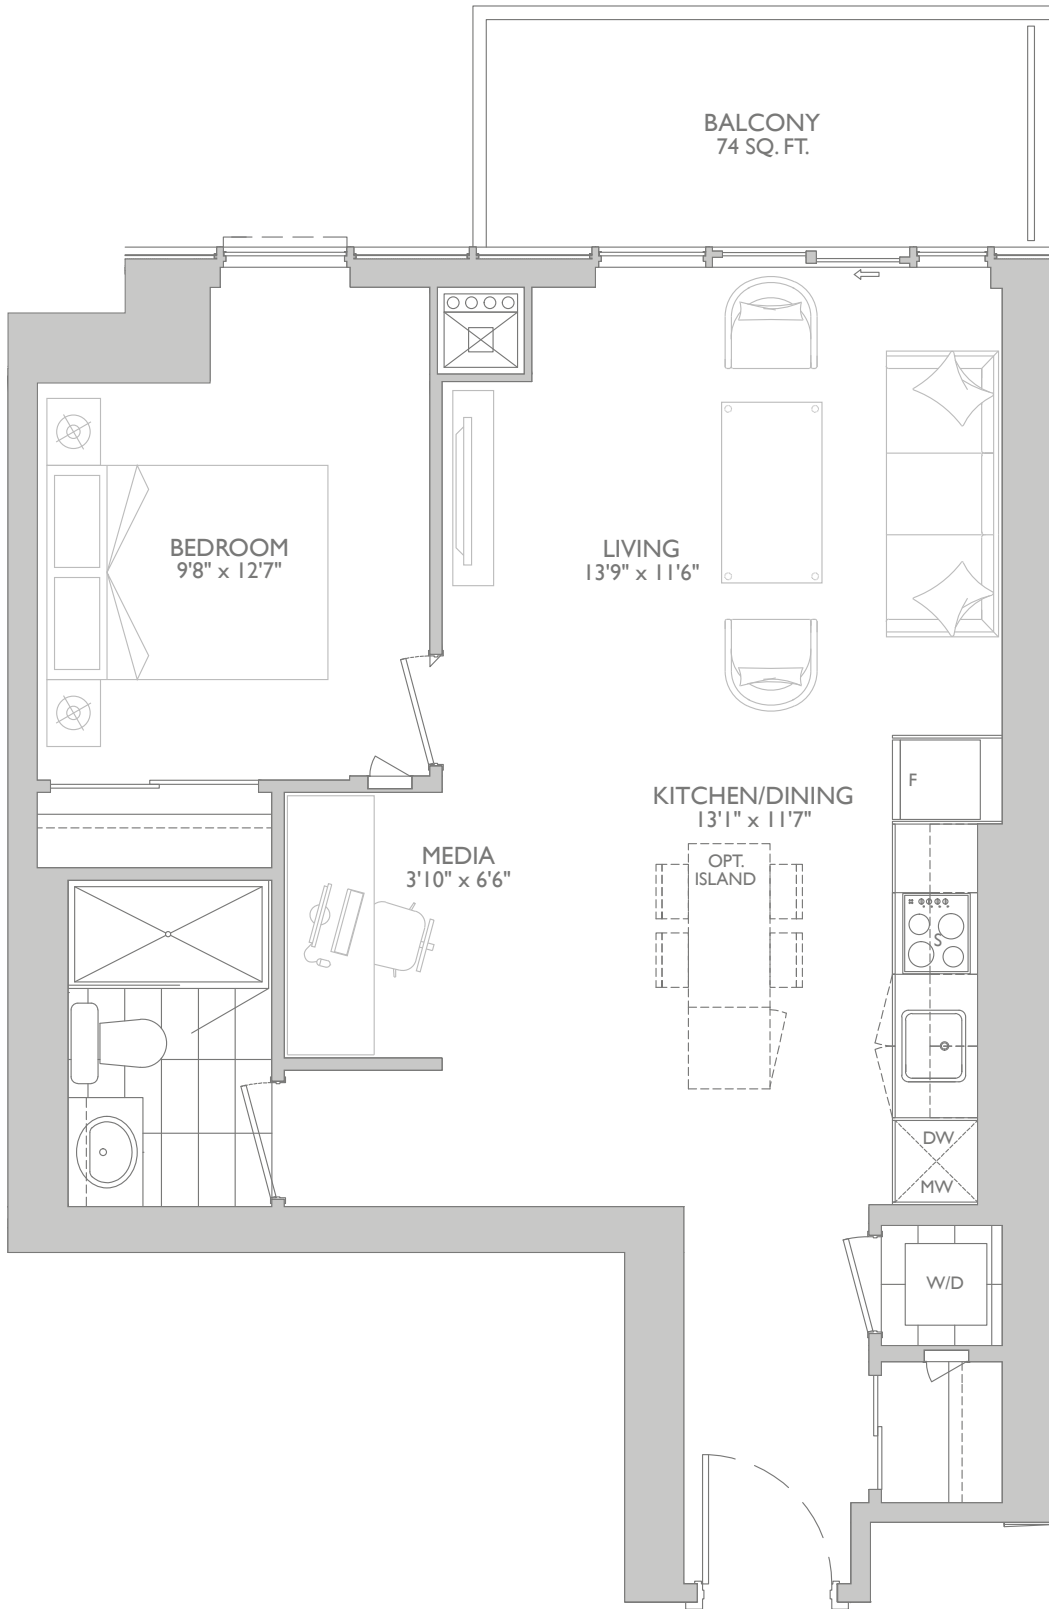 BALCONY
74 SQ. FT.
BEDROOM
9'8" x 12'7"
LIVING
13'9" x 11'6"
F
KITCHEN/DINING
13'1" x 11'7"
MEDIA
3'10" x 6'6"
OPT.
ISLAND
S
DW
MW
W/D